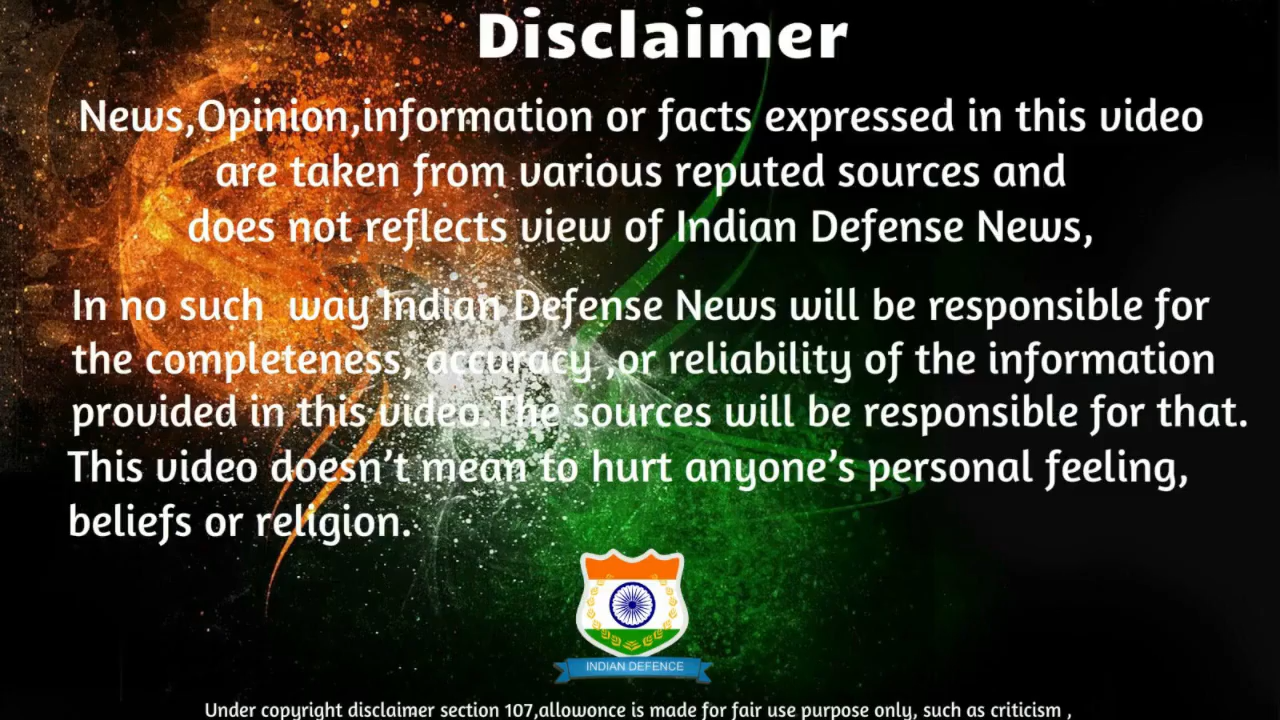 Disclaimer
News,Opinion,information or facts expressed in this video
are taken from various reputed sources and
does not reflects view of Indian Defense News,
In no such way Indian Defense News will be responsible for
the completeness, accuracy ,or reliability of the information
provided in this video.The sources will be responsible for that.
This video doesn't mean to hurt anyone's personal feeling,
beliefs or religion.
INDIAN DEFENCE
Under copyright disclaimer section 107,allowonce is made for fair use purpose only, such as criticism ,